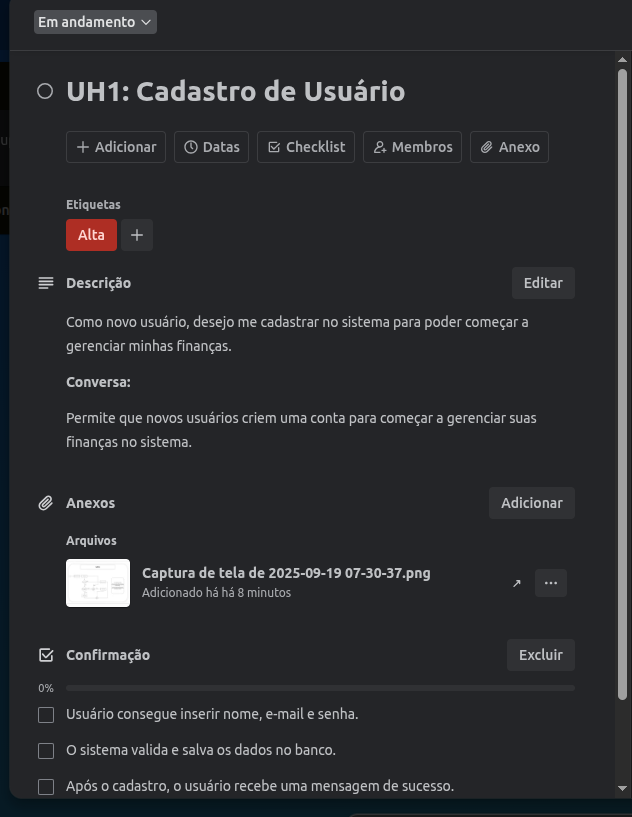 Em andamento
UH1: Cadastro de Usuário
Adicionar
Datas
Checklist
Membros
Anexo
Etiquetas
Alta
Descrição
Editar
Como novo usuário, desejo me cadastrar no sistema para poder começar a
gerenciar minhas finanças.
Conversa:
Permite que novos usuários criem uma conta para começar a gerenciar suas
finanças no sistema.
Anexos
Adicionar
Arquivos
Captura de tela de 2025-09-19 07-30-37.png
Adicionado há há 8 minutos
Confirmação
Excluir
0%
Usuário consegue inserir nome, e-mail e senha.
O sistema valida e salva os dados no banco.
Após o cadastro, o usuário recebe uma mensagem de sucesso.